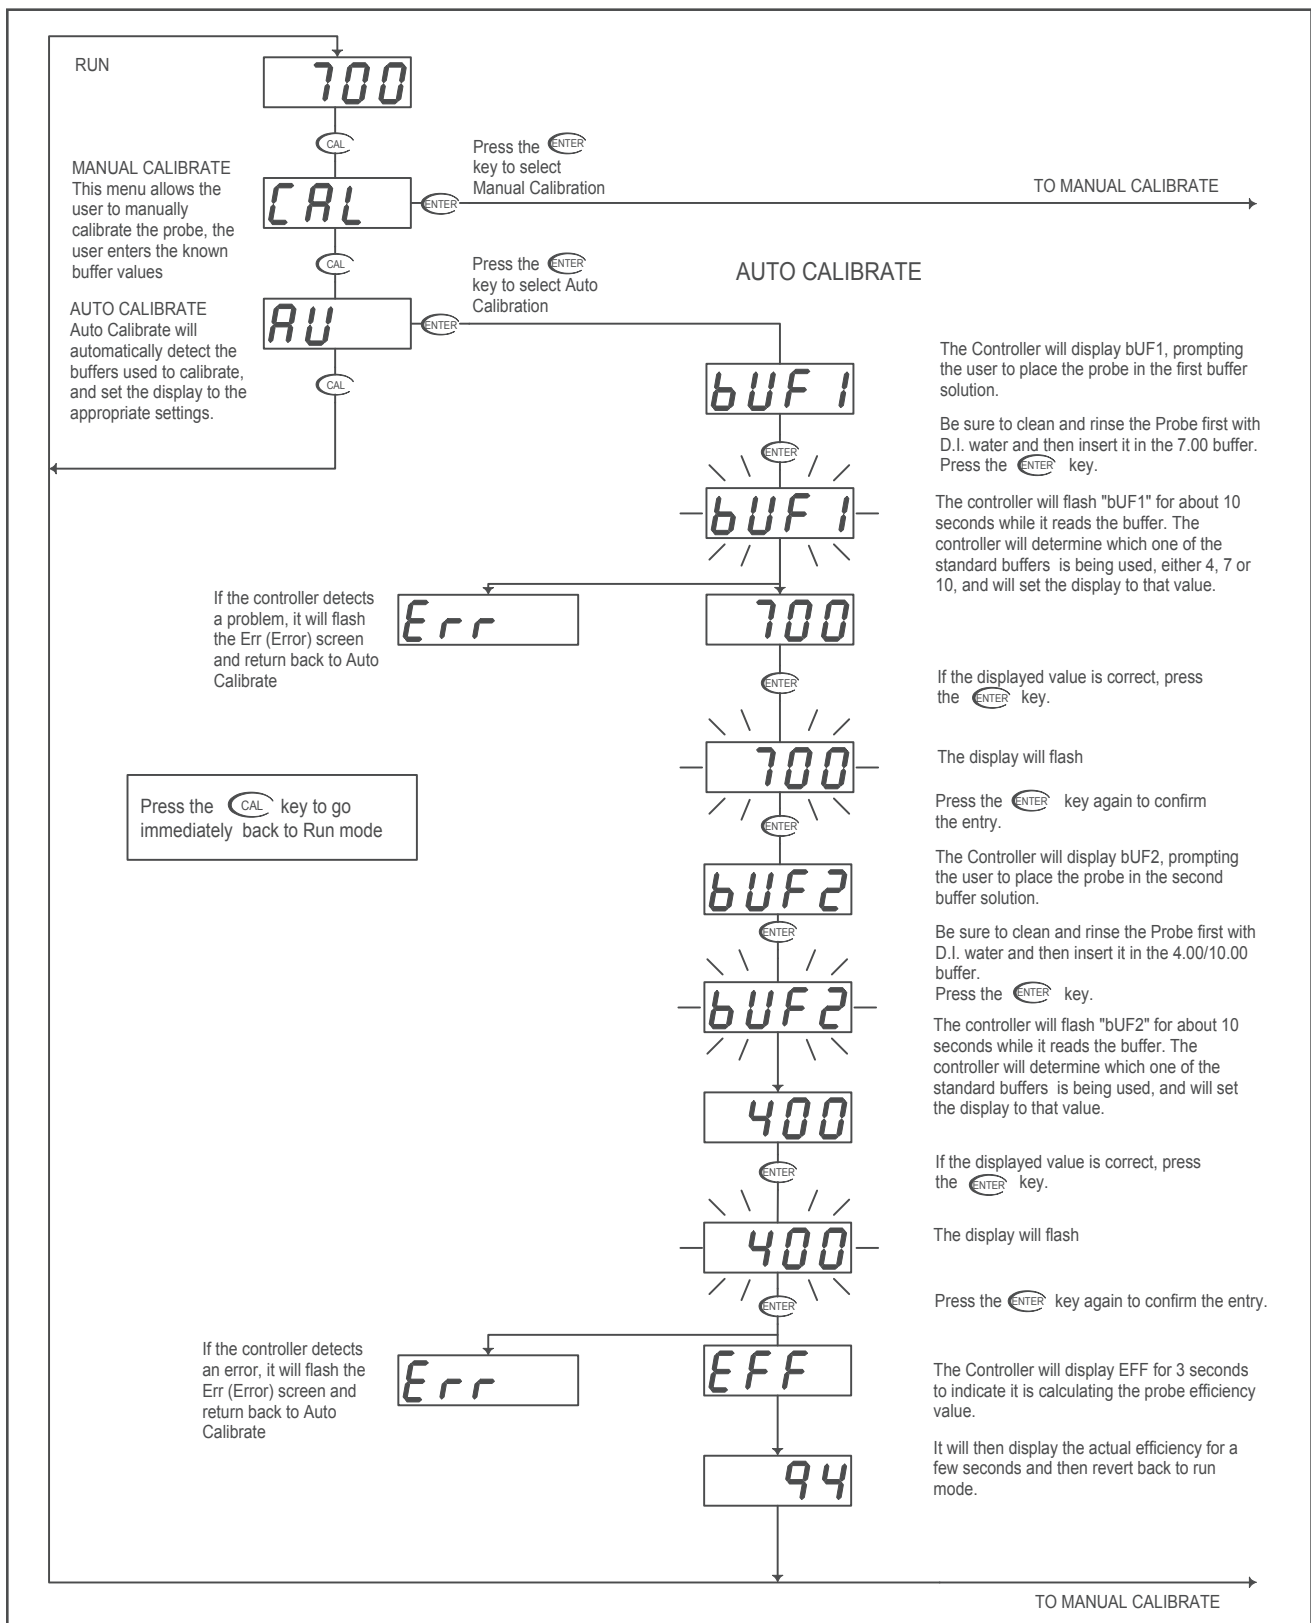 RUN
700
CAL
MANUAL CALIBRATE
This menu allows the
user to manually
calibrate the probe, the
user enters the known
buffer values
CAL
ENTER
Press the ENTER
key to select
Manual Calibration
TO MANUAL CALIBRATE
CAL
AUTO CALIBRATE
Auto Calibrate will
automatically detect the
buffers used to calibrate,
and set the display to the
appropriate settings.
AU
ENTER
Press the ENTER
key to select Auto
Calibration
CAL
AUTO CALIBRATE
bUF1
The Controller will display bUF1, prompting
the user to place the probe in the first buffer
solution.
ENTER
Be sure to clean and rinse the Probe first with
D.I. water and then insert it in the 7.00 buffer.
Press the ENTER key.
bUF1
The controller will flash "bUF1" for about 10
seconds while it reads the buffer. The
controller will determine which one of the
standard buffers is being used, either 4, 7 or
10, and will set the display to that value.
If the controller detects
a problem, it will flash
the Err (Error) screen
and return back to Auto
Calibrate
Err
700
ENTER
If the displayed value is correct, press
the ENTER key.
700
The display will flash
ENTER
Press the ENTER key again to confirm
the entry.
Press the CAL key to go
immediately back to Run mode
bUF2
The Controller will display bUF2, prompting
the user to place the probe in the second
buffer solution.
ENTER
Be sure to clean and rinse the Probe first with
D.I. water and then insert it in the 4.00/10.00
buffer.
Press the ENTER key.
bUF2
The controller will flash "bUF2" for about 10
seconds while it reads the buffer. The
controller will determine which one of the
standard buffers is being used, and will set
the display to that value.
400
ENTER
If the displayed value is correct, press
the ENTER key.
400
The display will flash
ENTER
Press the ENTER key again to confirm the entry.
If the controller detects
an error, it will flash the
Err (Error) screen and
return back to Auto
Calibrate
Err
EFF
The Controller will display EFF for 3 seconds
to indicate it is calculating the probe efficiency
value.
94
It will then display the actual efficiency for a
few seconds and then revert back to run
mode.
TO MANUAL CALIBRATE